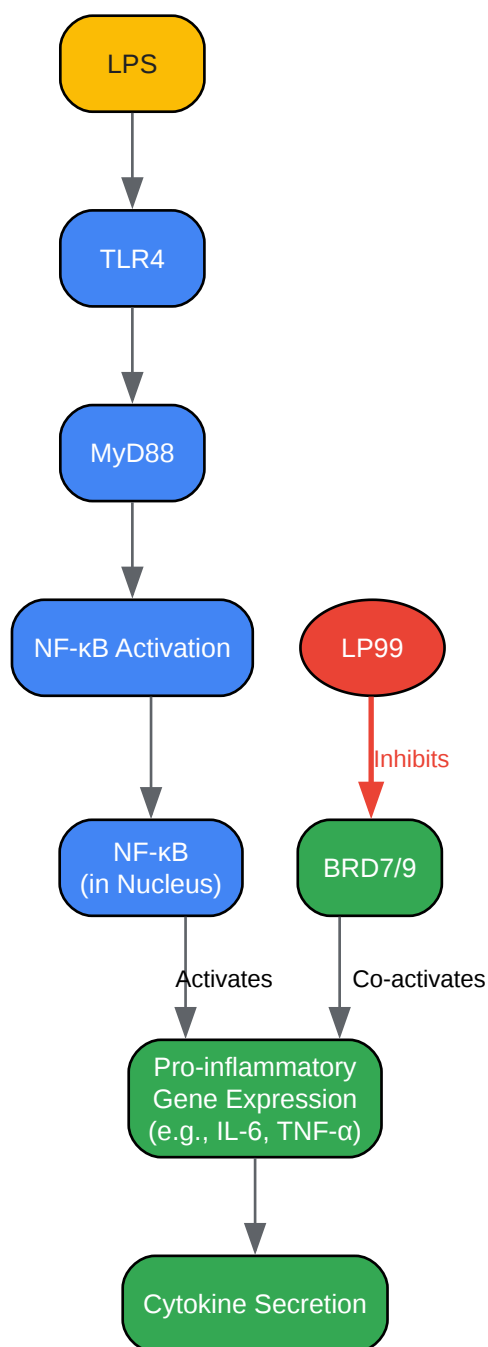 LPS
TLR4
MyD88
NF-κB Activation
LP99
Inhibits
NF-κB
(in Nucleus)
BRD7/9
Activates
Co-activates
Pro-inflammatory
Gene Expression
(e.g., IL-6, TNF-α)
Cytokine Secretion